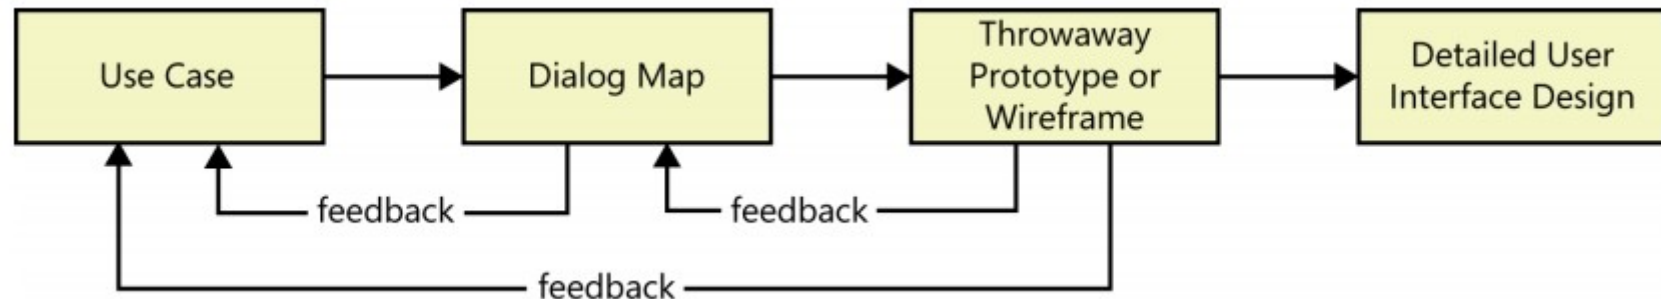 Use Case
Dialog Map
Throwaway
Prototype or
Wireframe
Detailed User
Interface Design
feedback
feedback
feedback